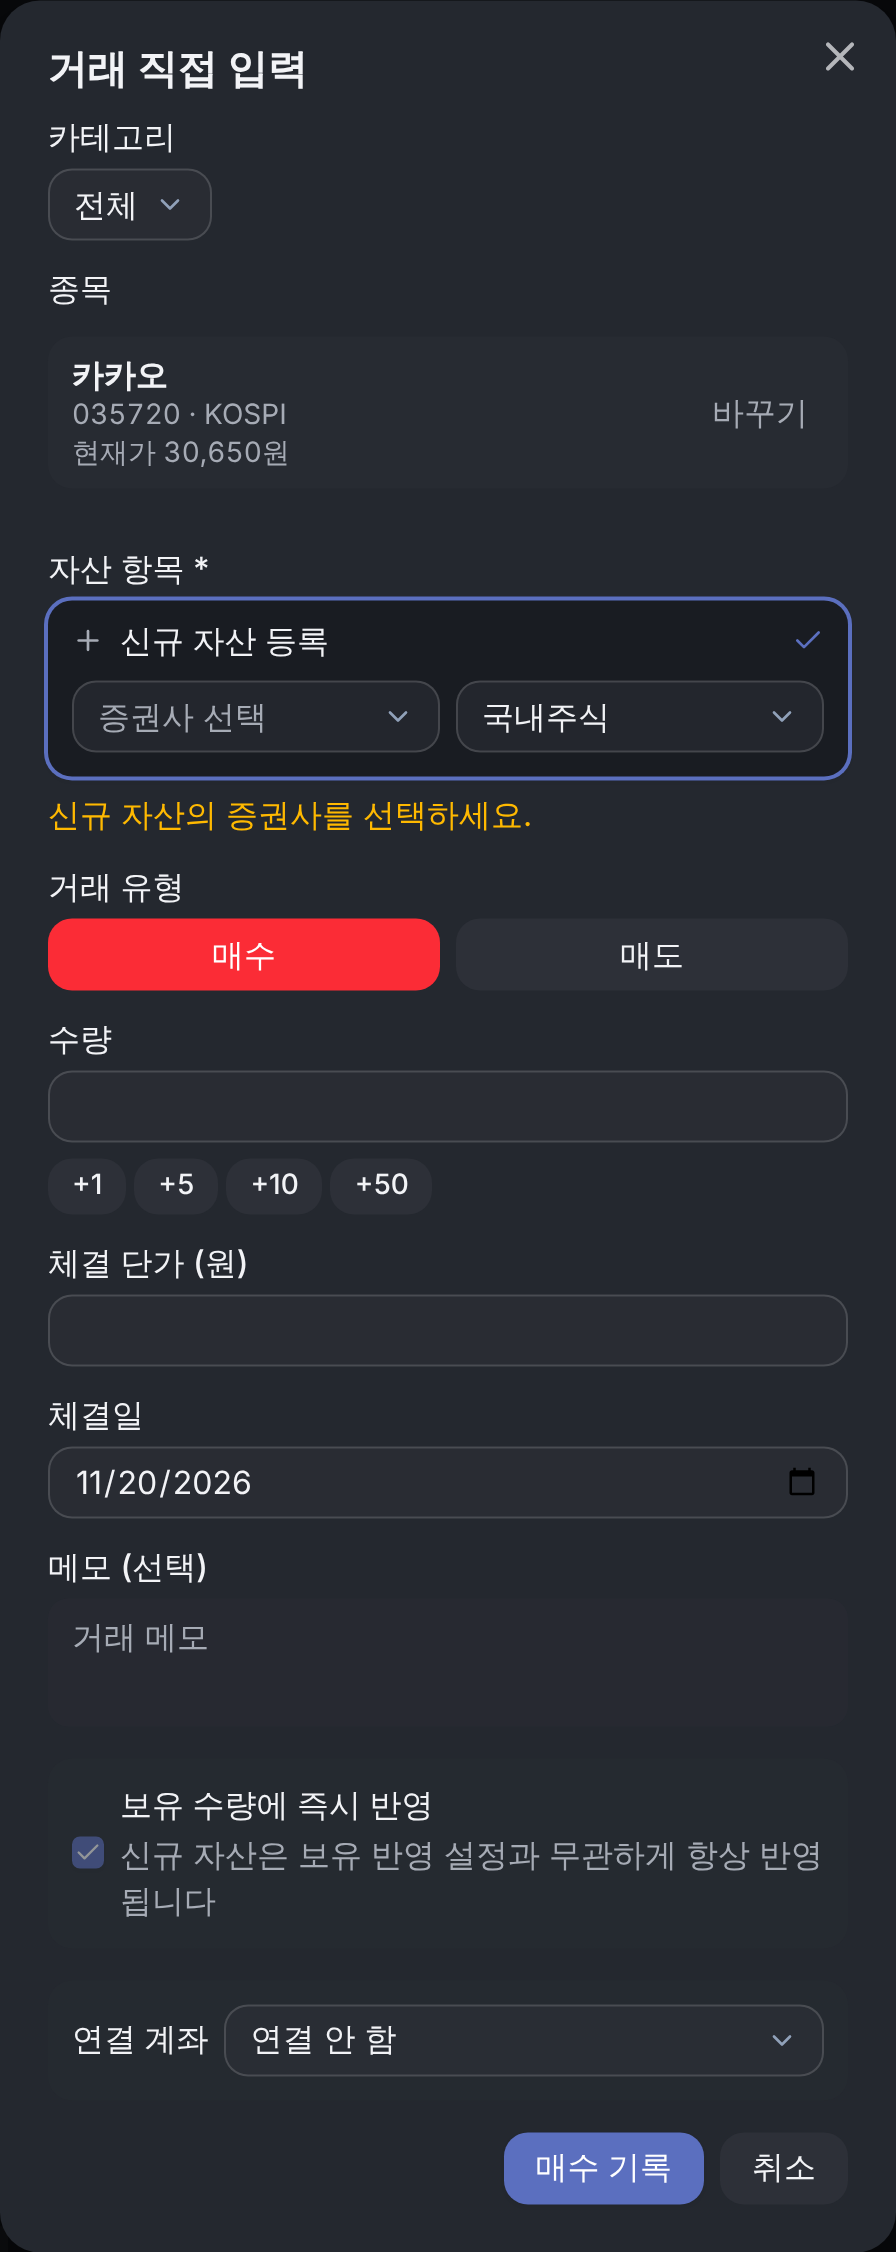 거래 직접 입력
카테고리
전체
종목
카카오
035720 · KOSPI
현재가 30,650원
바꾸기
자산 항목 *
신규 자산 등록
증권사 선택
국내주식
신규 자산의 증권사를 선택하세요.
거래 유형
매수
매도
수량
+1
+5
+10
+50
체결 단가 (원)
체결일
11/20/2026
메모 (선택)
거래 메모
보유 수량에 즉시 반영
신규 자산은 보유 반영 설정과 무관하게 항상 반영
됩니다
연결 계좌
연결 안 함
매수 기록
취소